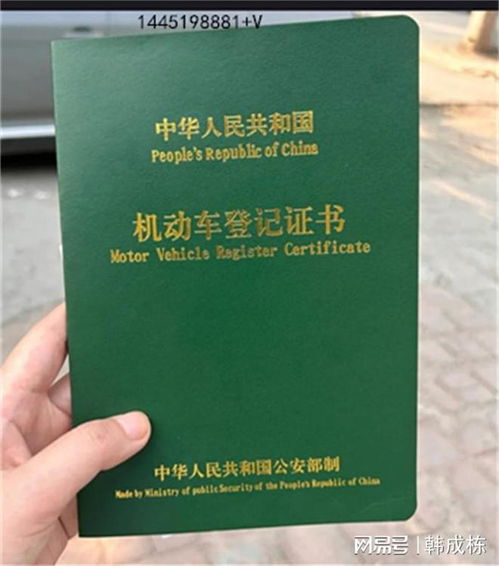 1445198881+V
中华人民共和国
People's Republic of China
机动车登记证书
Motor Vehicle Register Certificate
中华人民共和国公安部制
Made by Ministry of public Security of the People's Republic of China
网易号 | 韩成栋